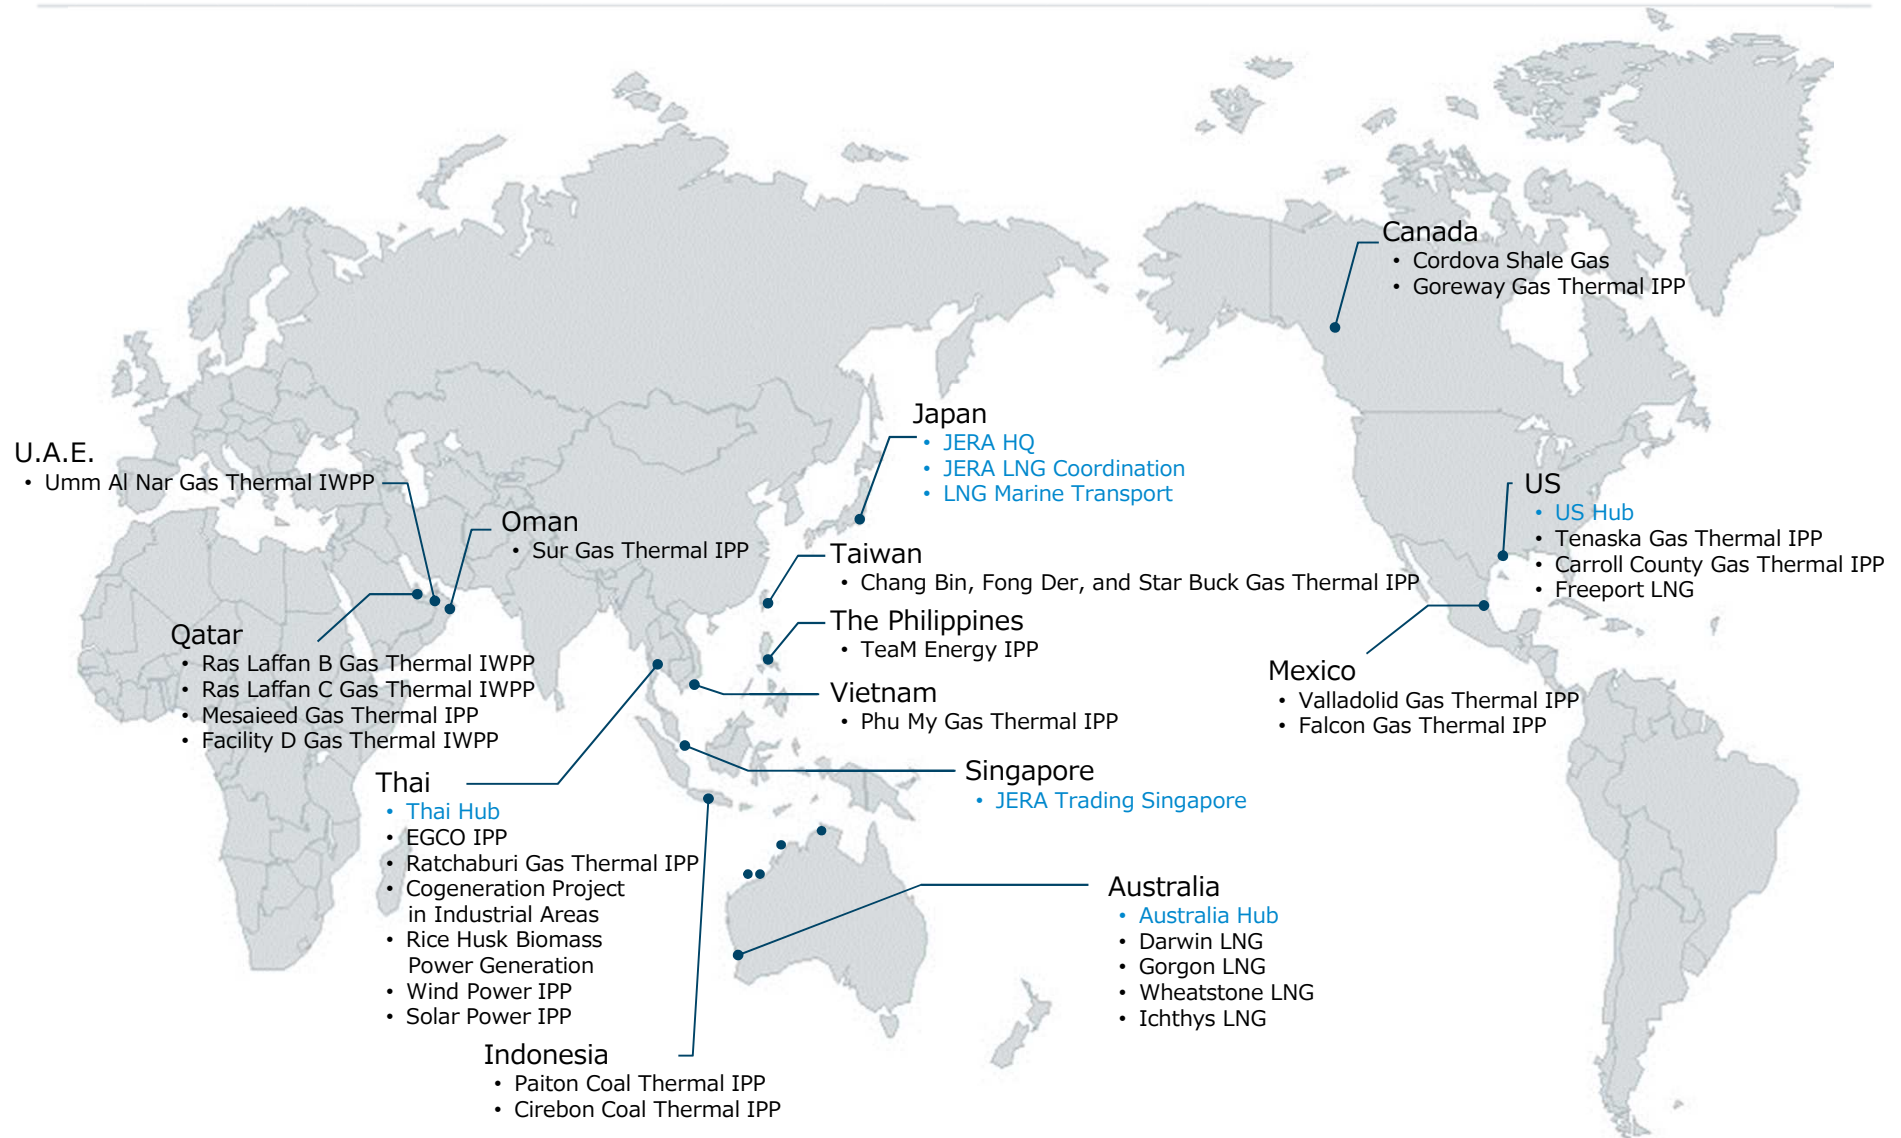 Canada
• Cordova Shale Gas
• Goreway Gas Thermal IPP
Japan
• JERA HQ
• JERA LNG Coordination
• LNG Marine Transport
U.A.E.
• Umm Al Nar Gas Thermal IWPP
US
• US Hub
• Tenaska Gas Thermal IPP
• Carroll County Gas Thermal IPP
• Freeport LNG
Oman
• Sur Gas Thermal IPP
Taiwan
• Chang Bin, Fong Der, and Star Buck Gas Thermal IPP
The Philippines
• TeaM Energy IPP
Qatar
• Ras Laffan B Gas Thermal IWPP
• Ras Laffan C Gas Thermal IWPP
• Mesaieed Gas Thermal IPP
• Facility D Gas Thermal IWPP
Mexico
• Valladolid Gas Thermal IPP
• Falcon Gas Thermal IPP
Vietnam
• Phu My Gas Thermal IPP
Singapore
• JERA Trading Singapore
Thai
• Thai Hub
• EGCO IPP
• Ratchaburi Gas Thermal IPP
• Cogeneration Project
in Industrial Areas
• Rice Husk Biomass
Power Generation
• Wind Power IPP
• Solar Power IPP
Australia
• Australia Hub
• Darwin LNG
• Gorgon LNG
• Wheatstone LNG
• Ichthys LNG
Indonesia
• Paiton Coal Thermal IPP
• Cirebon Coal Thermal IPP